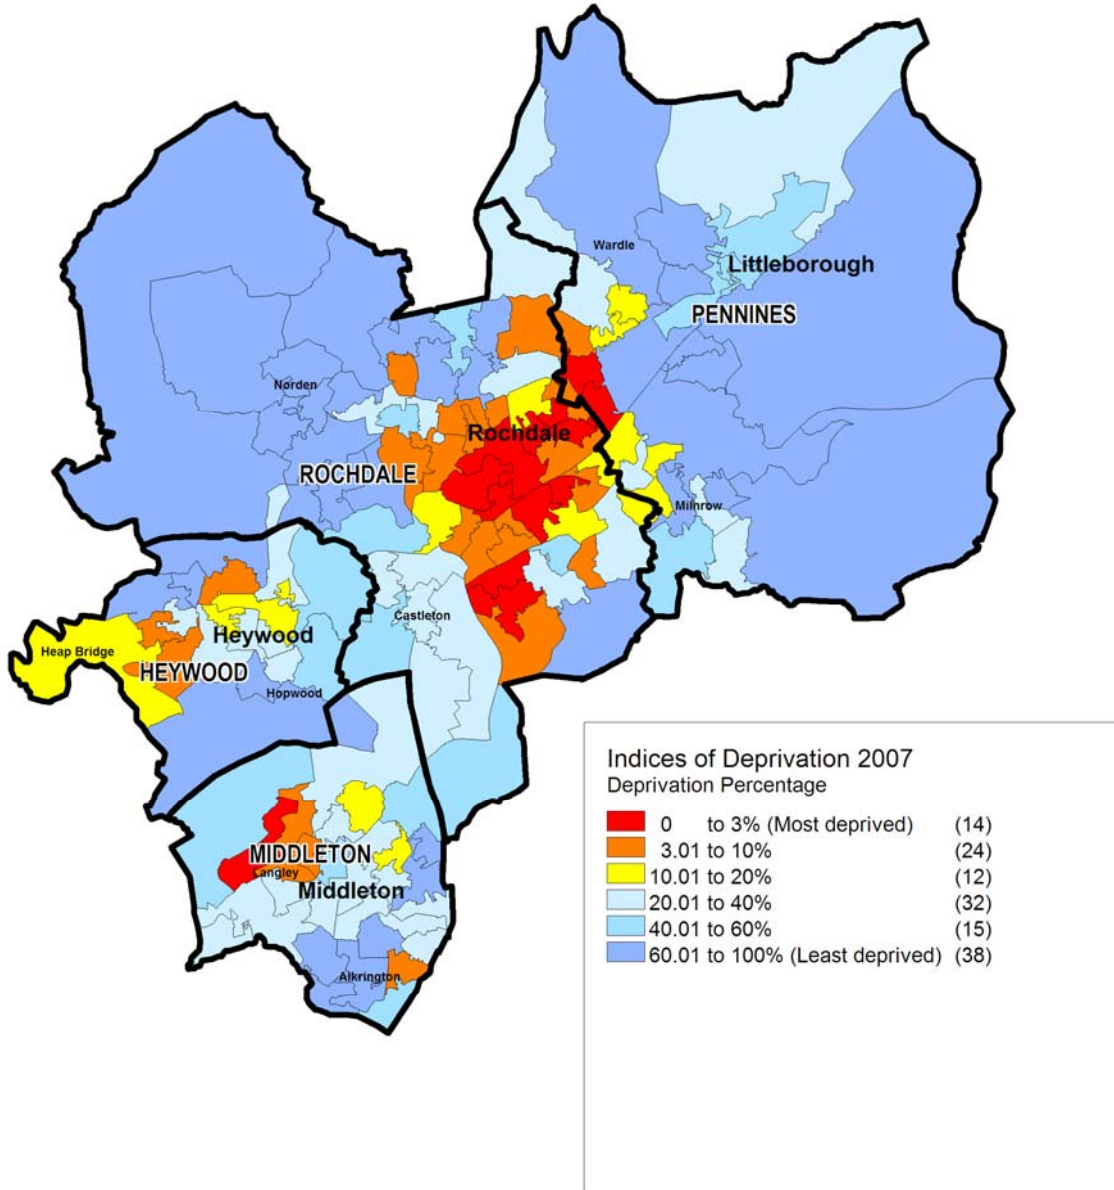 Wardle
Littleborough
PENNINES
Norden
Rochdale
ROCHDALE
Milnrow
Castleton
Heywood
Heap Bridge
HEYWOOD
Hopwood
MIDDLETON
Langley
Middleton
Alkrington
Indices of Deprivation 2007
Deprivation Percentage
0 to 3% (Most deprived) (14)
3.01 to 10% (24)
10.01 to 20% (12)
20.01 to 40% (32)
40.01 to 60% (15)
60.01 to 100% (Least deprived) (38)